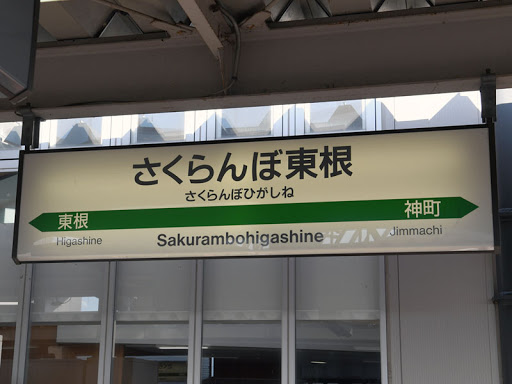 さくらんぼ東根
さくらんぼひがしね
東根 神町
Higashine Sakurambohigashine Jimmachi